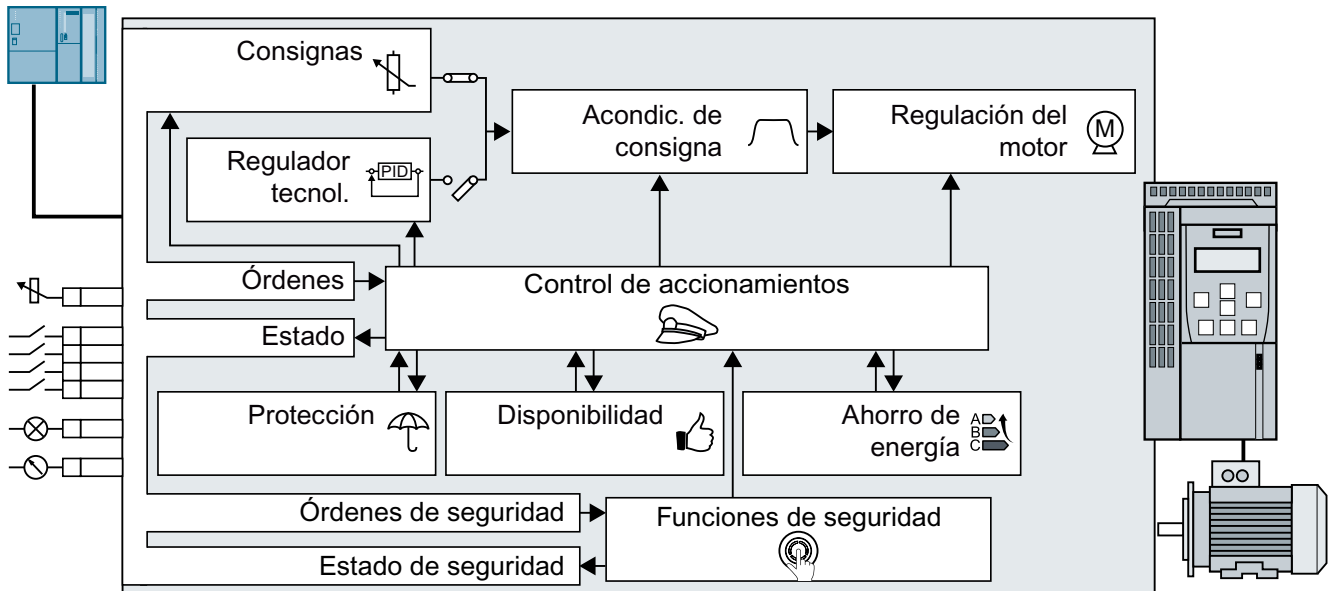 Consignas
Acondic. de
consigna
Regulación del
motor
M
Regulador
tecnol.
PID
Órdenes
Control de accionamientos
Estado
Protección
Disponibilidad
Ahorro de
energía
A
B
C
Órdenes de seguridad
Funciones de seguridad
Estado de seguridad